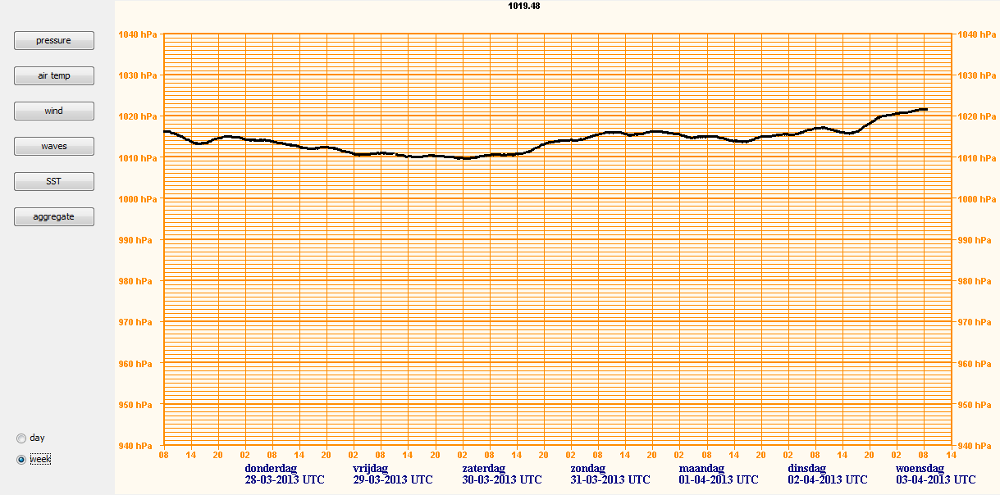 1019.48
pressure
air temp
wind
waves
SST
aggregate
day
week
1040 hPa 1040 hPa
1030 hPa 1030 hPa
1020 hPa 1020 hPa
1010 hPa 1010 hPa
1000 hPa 1000 hPa
990 hPa 990 hPa
980 hPa 980 hPa
970 hPa 970 hPa
960 hPa 960 hPa
950 hPa 950 hPa
940 hPa 940 hPa
08 14 20 02 08 14 20 02 08 14 20 02 08 14 20 02 08 14 20 02 08 14 20 02 08 14 20 02 08 14
donderdag vrijdag zaterdag zondag maandag dinsdag woensdag
28-03-2013 UTC 29-03-2013 UTC 30-03-2013 UTC 31-03-2013 UTC 01-04-2013 UTC 02-04-2013 UTC 03-04-2013 UTC